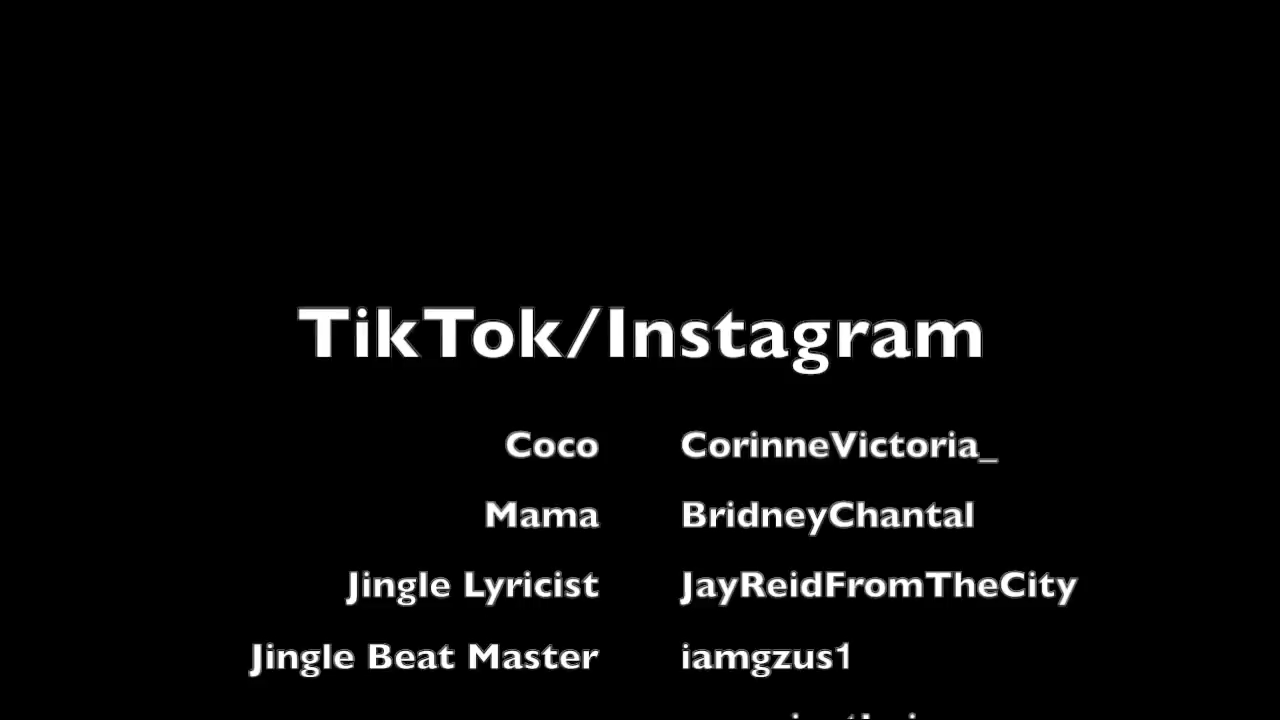 TikTok/Instagram
Coco CorinneVictoria_
Mama BridneyChantal
Jingle Lyricist JayReidFromTheCity
Jingle Beat Master iamgzus1